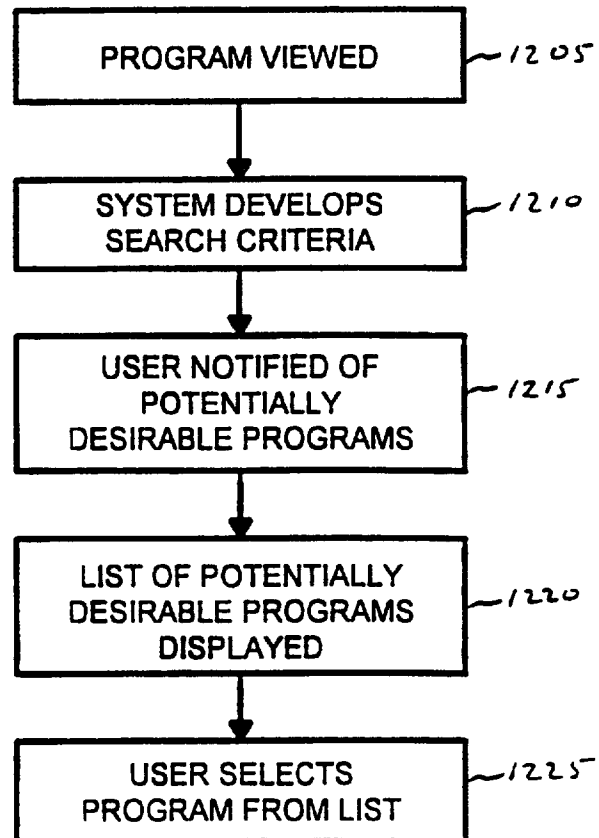 PROGRAM VIEWED
1205
SYSTEM DEVELOPS
SEARCH CRITERIA
1210
USER NOTIFIED OF
POTENTIALLY
DESIRABLE PROGRAMS
1215
LIST OF POTENTIALLY
DESIRABLE PROGRAMS
DISPLAYED
1220
USER SELECTS
PROGRAM FROM LIST
1225